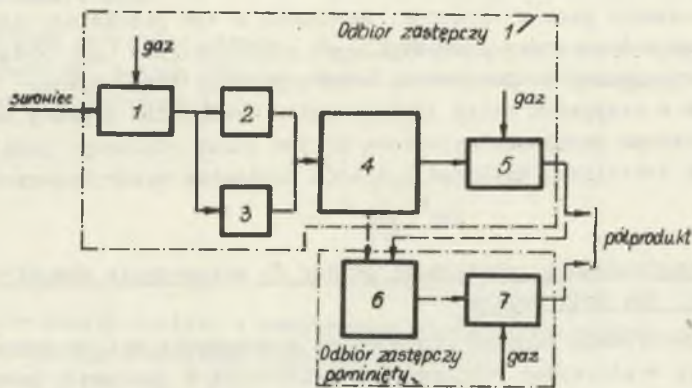 Odbiór zastępczy 1
gaz
surowiec
1
2
3
4
gaz
5
półprodukt
6
7
Odbiór zastępczy
pominięty
gaz